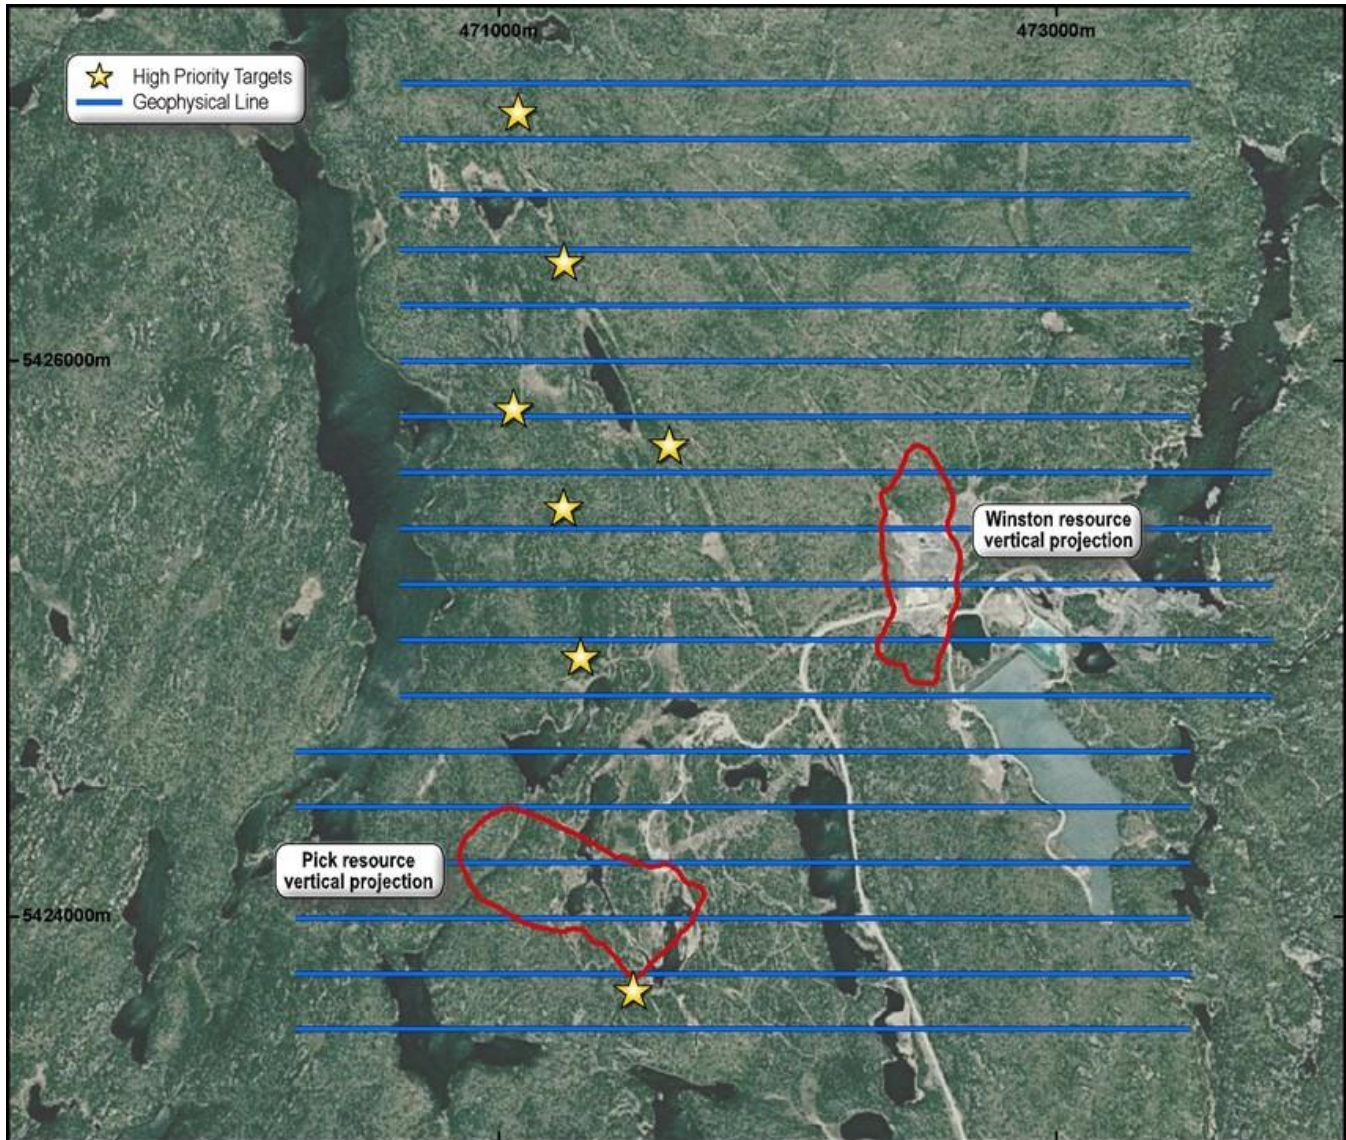 471000m
473000m
High Priority Targets
Geophysical Line
5426000m
Winston resource
vertical projection
Pick resource
vertical projection
5424000m